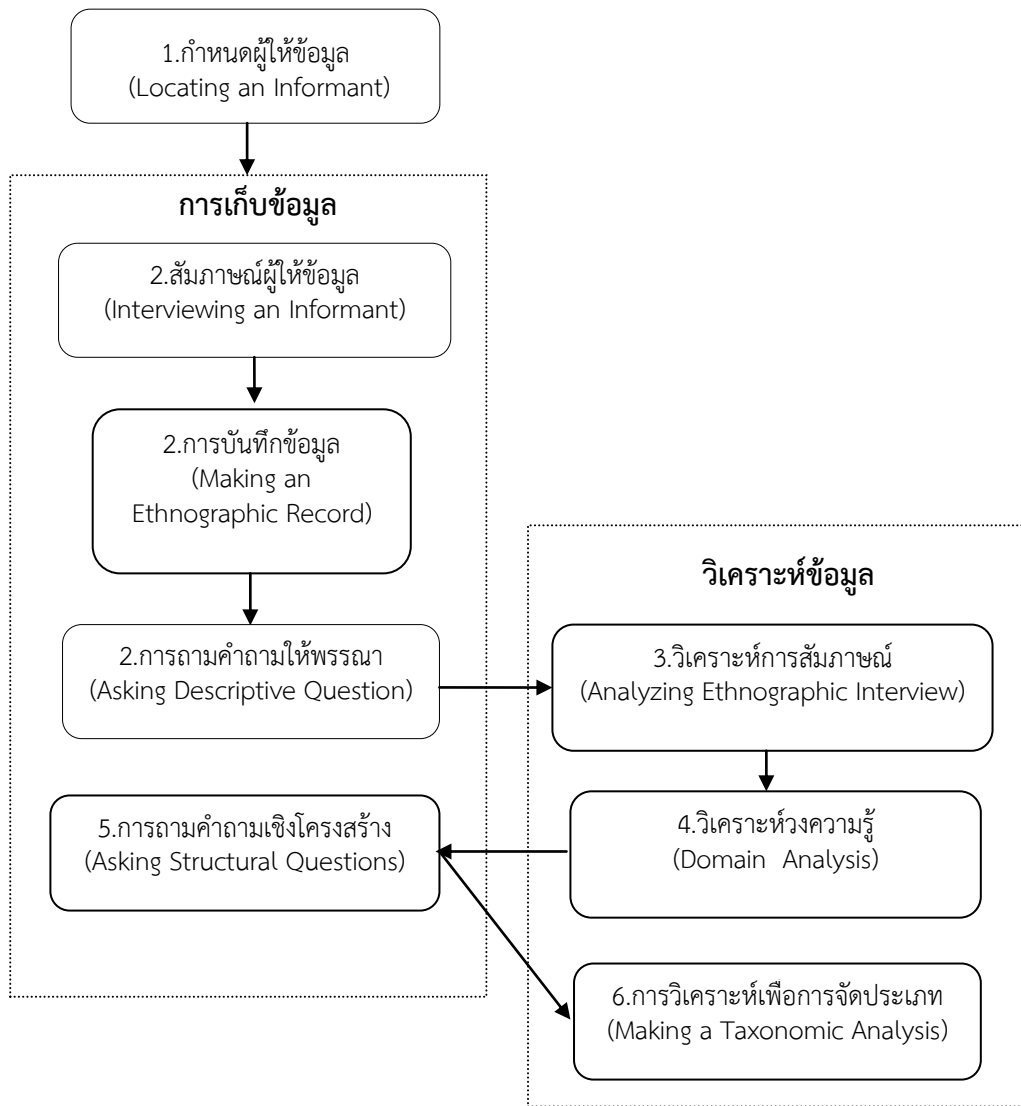 1.กำหนดผู้ให้ข้อมูล
(Locating an Informant)
การเก็บข้อมูล
2.สัมภาษณ์ผู้ให้ข้อมูล
(Interviewing an Informant)
2.การบันทึกข้อมูล
(Making an
Ethnographic Record)
2.การถามคำถามให้พรรณา
(Asking Descriptive Question)
วิเคราะห์ข้อมูล
3.วิเคราะห์การสัมภาษณ์
(Analyzing Ethnographic Interview)
4.วิเคราะห์วงความรู้
(Domain  Analysis)
5.การถามคำถามเชิงโครงสร้าง
(Asking Structural Questions)
6.การวิเคราะห์เพื่อการจัดประเภท
(Making a Taxonomic Analysis)